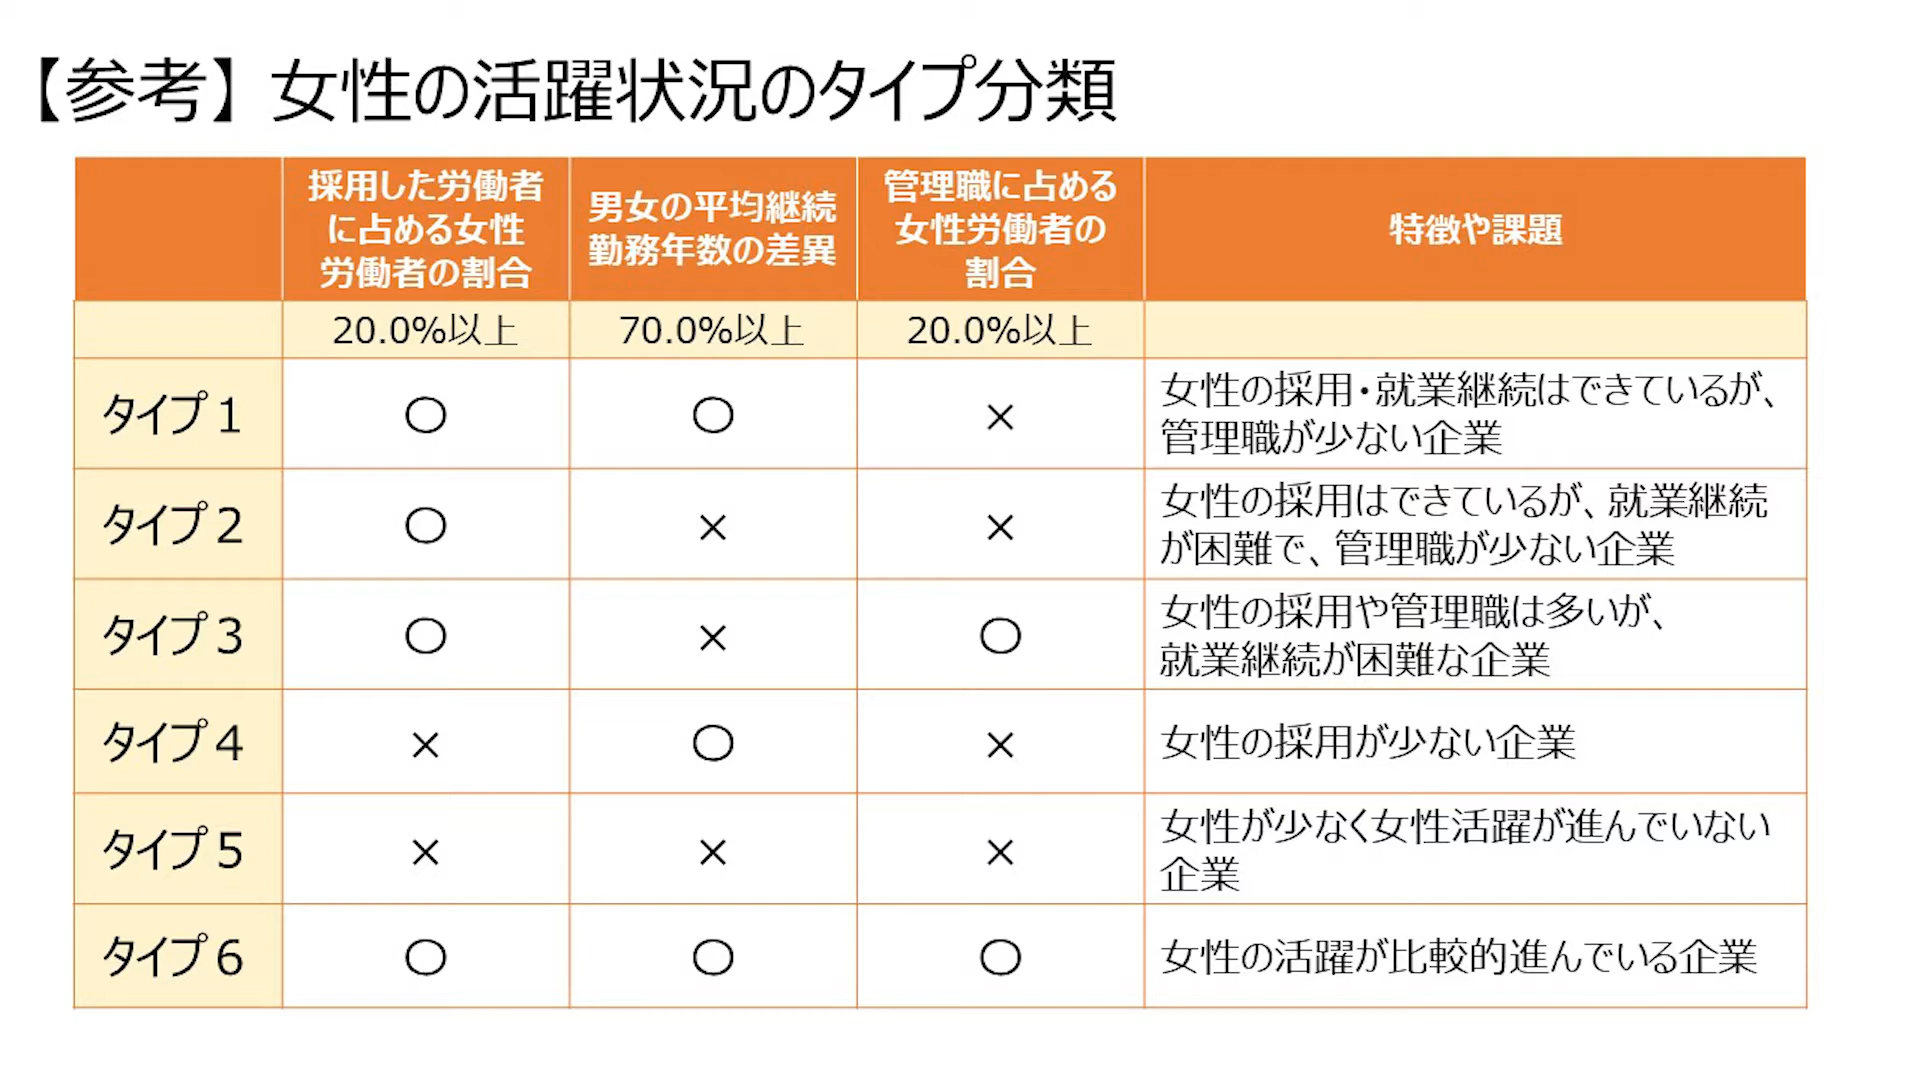 【参考】女性の活躍状況のタイプ分類
採用した労働者
に占める女性
労働者の割合
男女の平均継続
勤務年数の差異
管理職に占める
女性労働者の
割合
特徴や課題
20.0%以上
70.0%以上
20.0%以上
タイプ１
〇
〇
×
女性の採用・就業継続はできているが、
管理職が少ない企業
タイプ２
〇
×
×
女性の採用はできているが、就業継続
が困難で、管理職が少ない企業
タイプ３
〇
×
〇
女性の採用や管理職は多いが、
就業継続が困難な企業
タイプ４
×
〇
×
女性の採用が少ない企業
タイプ５
×
×
×
女性が少なく女性活躍が進んでいない
企業
タイプ６
〇
〇
〇
女性の活躍が比較的進んでいる企業